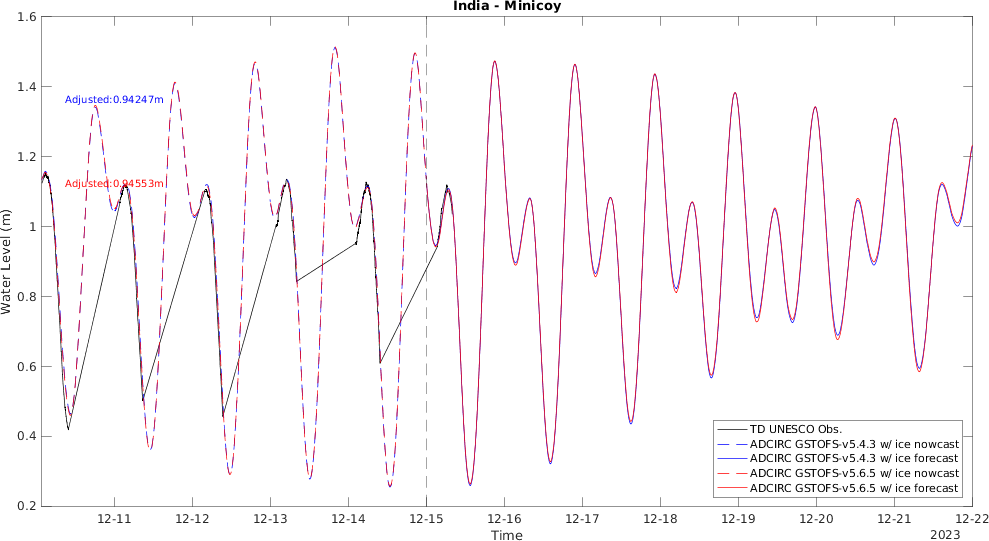 India - Minicoy
1.6
1.4
1.2
1
0.8
0.6
0.4
0.2
Water Level (m)
Adjusted:0.94247m
Adjusted:0.94553m
TD UNESCO Obs.
ADCIRC GSTOFS-v5.4.3 w/ ice nowcast
ADCIRC GSTOFS-v5.4.3 w/ ice forecast
ADCIRC GSTOFS-v5.6.5 w/ ice nowcast
ADCIRC GSTOFS-v5.6.5 w/ ice forecast
12-11 12-12 12-13 12-14 12-15 12-16 12-17 12-18 12-19 12-20 12-21 12-22
Time
2023